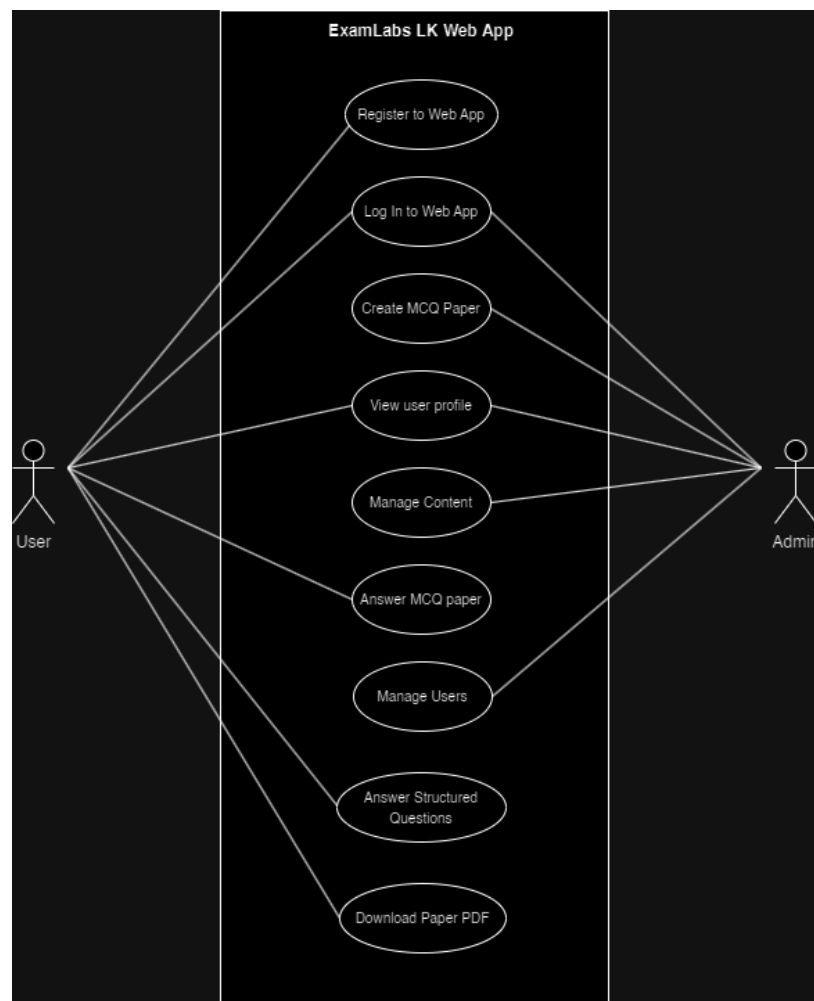 ExamLabs LK Web App
Register to Web App
Log In to Web App
Create MCQ Paper
View user profile
Manage Content
User
Admin
Answer MCQ paper
Manage Users
Answer Structured
Questions
Download Paper PDF